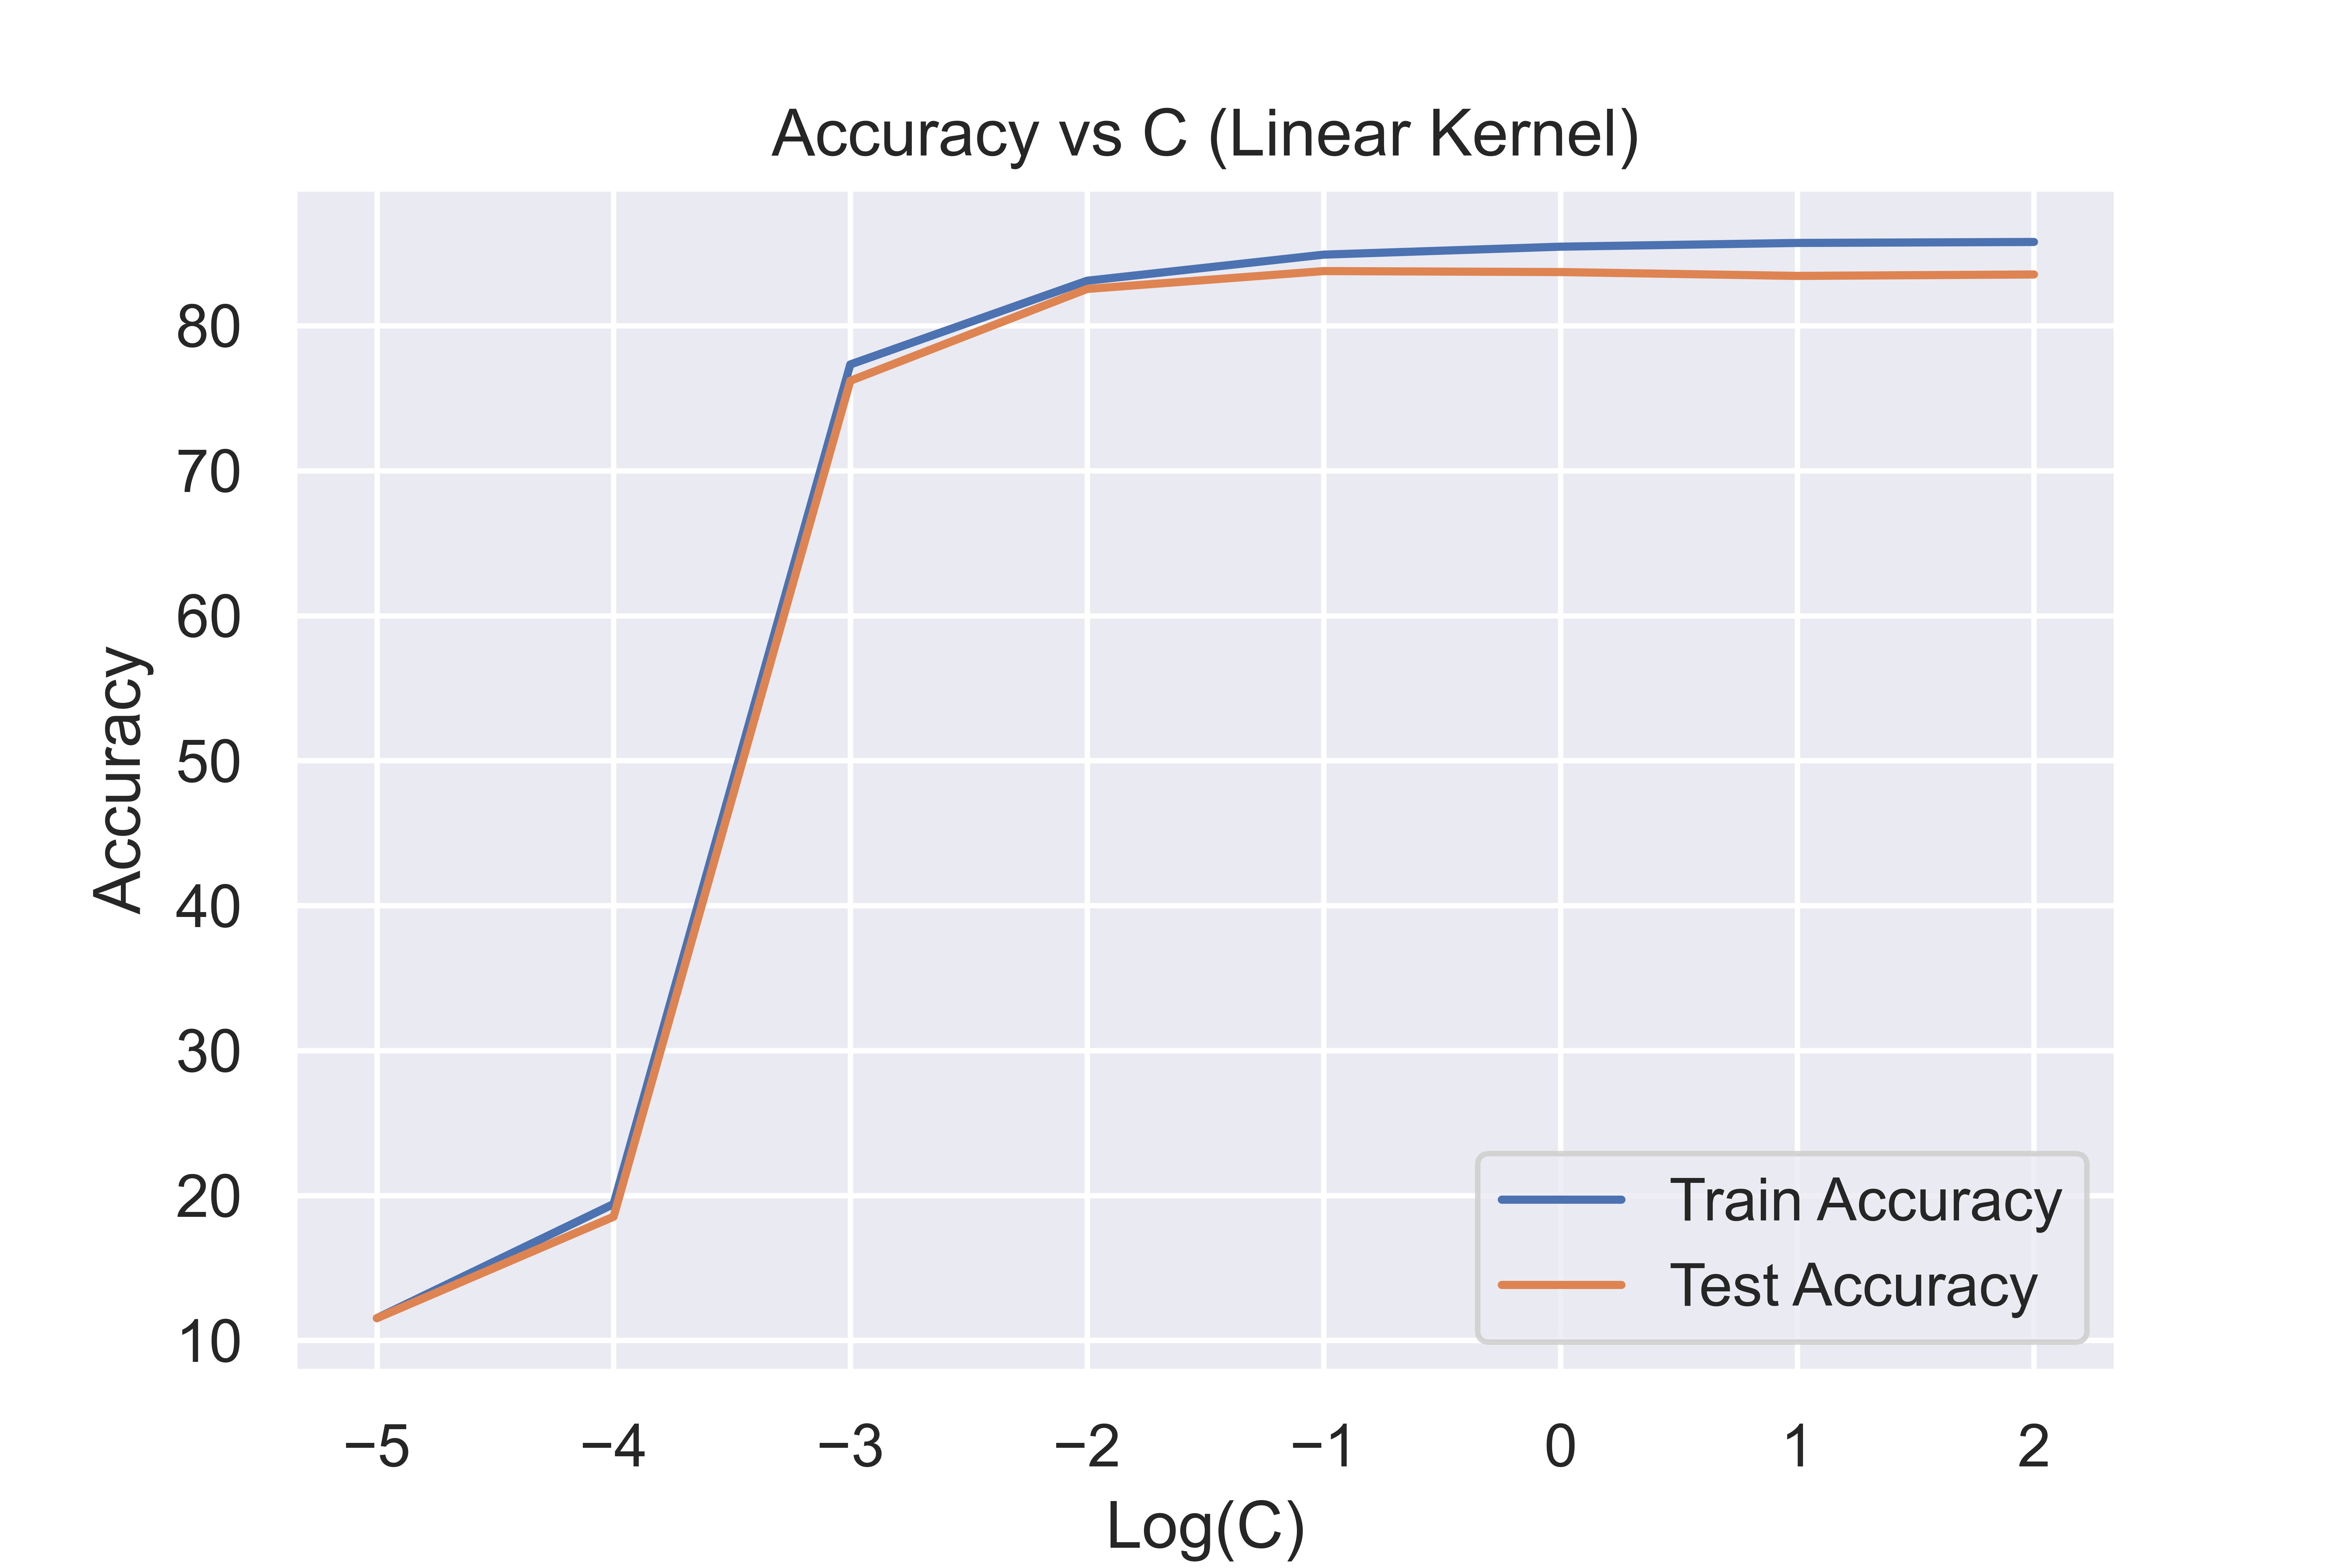 Accuracy vs C (Linear Kernel)
Accuracy
80
70
60
50
40
30
20
10
Train Accuracy
Test Accuracy
−5 −4 −3 −2 −1 0 1 2
Log(C)